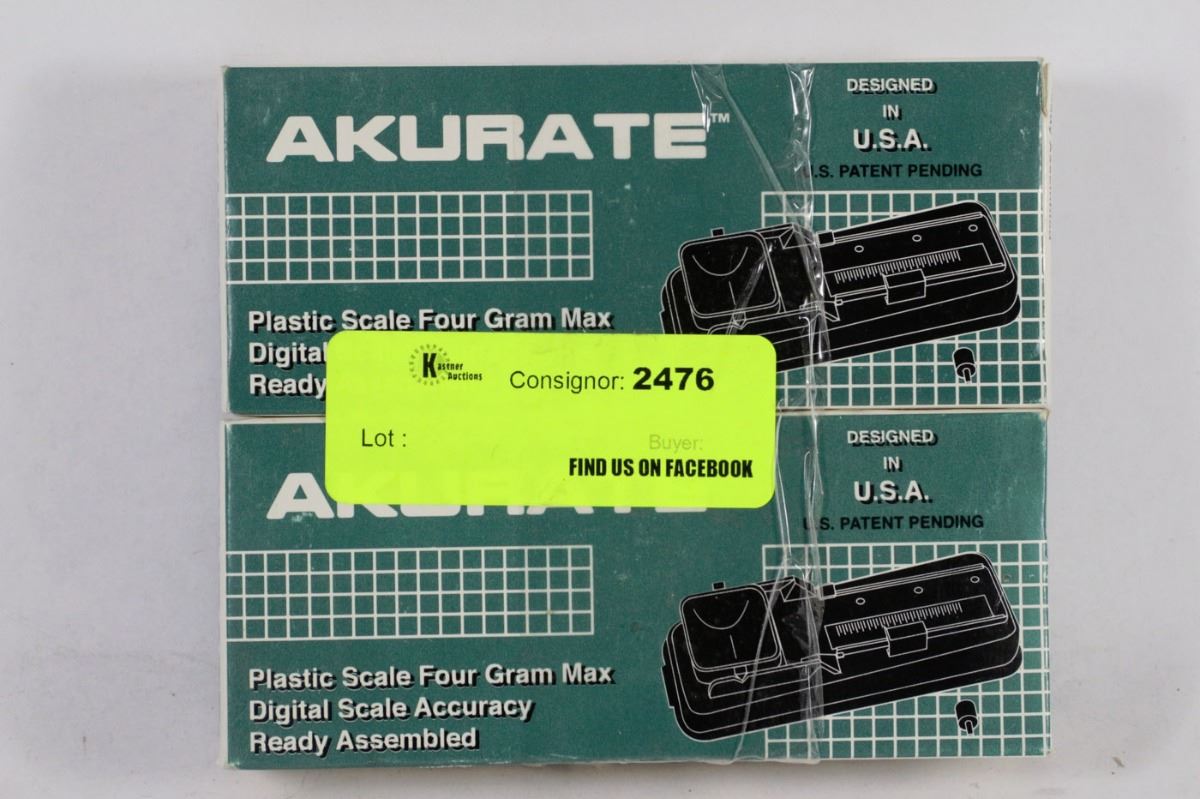 AKURATE™
DESIGNED
IN
U.S.A.
U.S. PATENT PENDING
Plastic Scale Four Gram Max
Digital
Ready
Kastner
Auctions
Consignor: 2476
Lot :
Buyer:
FIND US ON FACEBOOK
AKURATE
DESIGNED
IN
U.S.A.
U.S. PATENT PENDING
Plastic Scale Four Gram Max
Digital Scale Accuracy
Ready Assembled